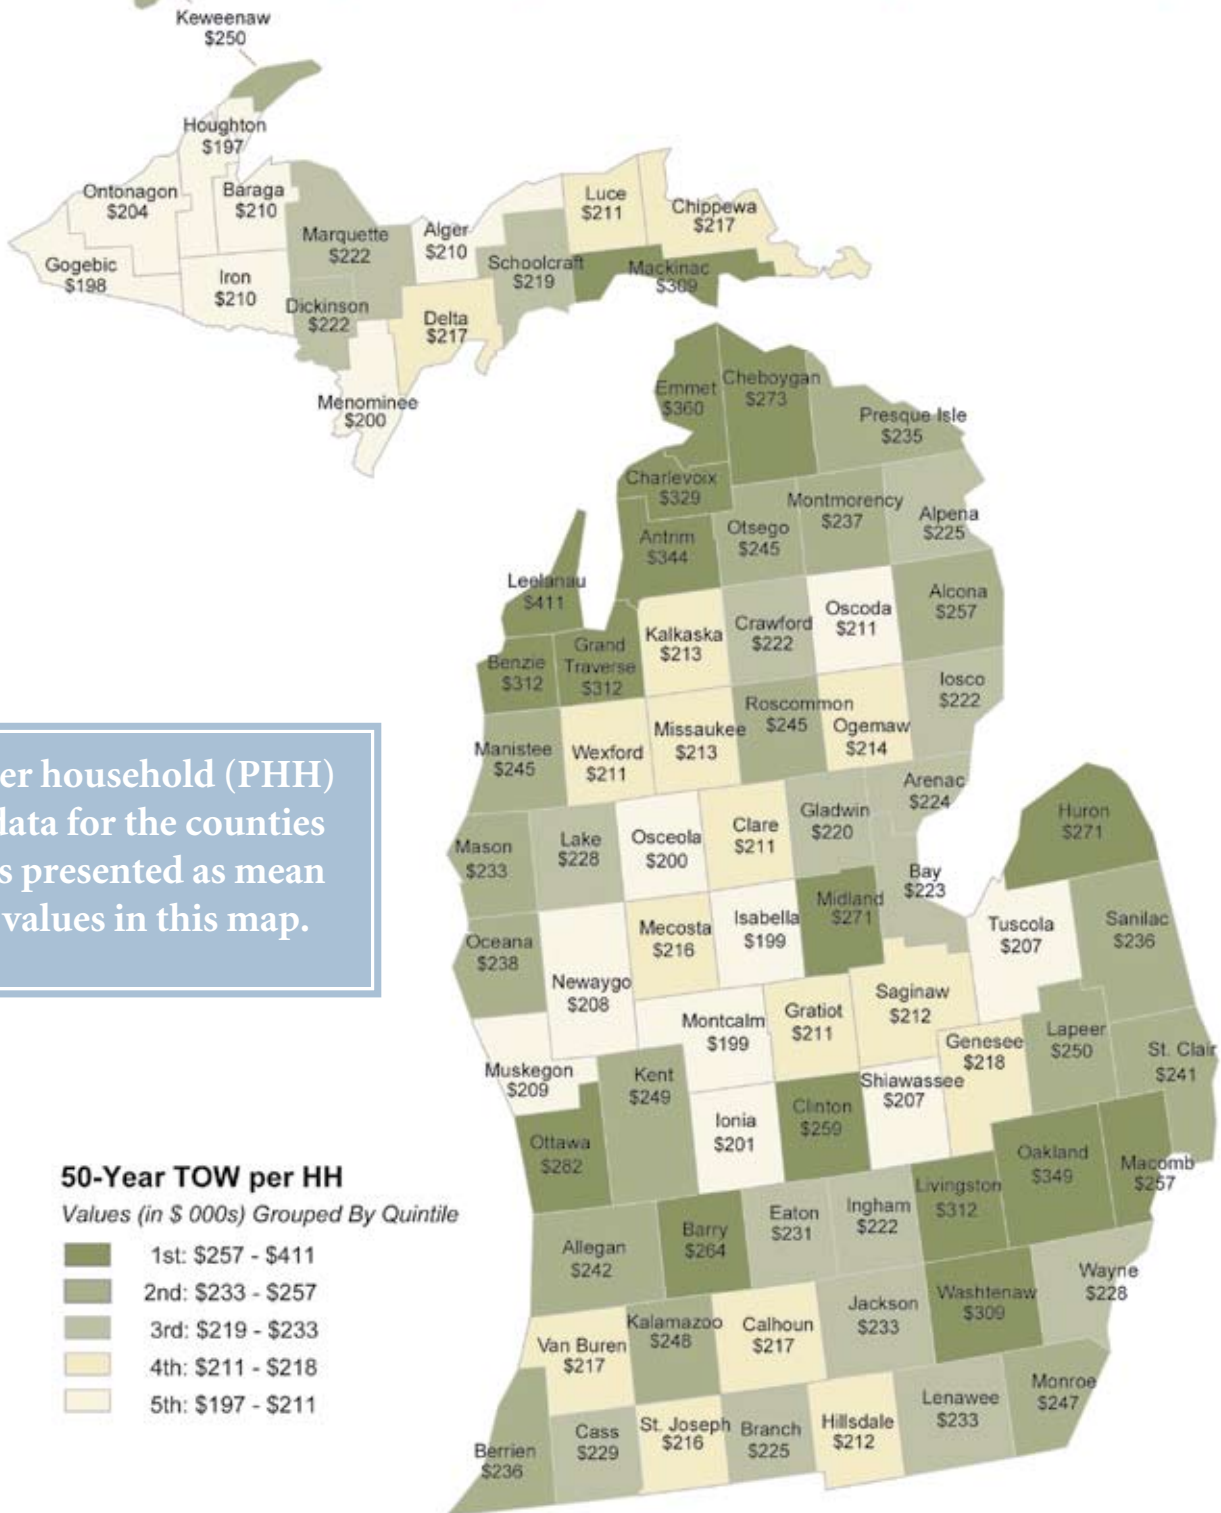 Keweenaw
$250
Houghton
$197
Ontonagon
$204
Baraga
$210
Gogebic
$198
Iron
$210
Marquette
$222
Dickinson
$222
Menominee
$200
Alger
$210
Delta
$217
Schoolcraft
$219
Luce
$211
Chippewa
$217
Mackinac
$309
Emmet
$360
Cheboygan
$273
Presque Isle
$235
Charlevoix
$329
Antrim
$344
Otsego
$245
Montmorency
$237
Alpena
$225
Leelanau
$411
Benzie
$312
Grand
Traverse
$312
Kalkaska
$213
Crawford
$222
Oscoda
$211
Alcona
$257
Manistee
$245
Wexford
$211
Missaukee
$213
Roscommon
$245
Ogemaw
$214
Iosco
$222
er household (PHH)
data for the counties
s presented as mean
values in this map.
Mason
$233
Lake
$228
Osceola
$200
Clare
$211
Gladwin
$220
Arenac
$224
Huron
$271
Oceana
$238
Newaygo
$208
Mecosta
$216
Isabella
$199
Midland
$271
Bay
$223
Tuscola
$207
Sanilac
$236
Muskegon
$209
Kent
$249
Montcalm
$199
Gratiot
$211
Saginaw
$212
Genesee
$218
Lapeer
$250
St. Clair
$241
Ottawa
$282
Ionia
$201
Clinton
$259
Shiawassee
$207
Oakland
$349
Macomb
$257
Allegan
$242
Barry
$264
Eaton
$231
Ingham
$222
Livingston
$312
Van Buren
$217
Kalamazoo
$248
Calhoun
$217
Jackson
$233
Washtenaw
$309
Wayne
$228
Berrien
$236
Cass
$229
St. Joseph
$216
Branch
$225
Hillsdale
$212
Lenawee
$233
Monroe
$247
50-Year TOW per HH
Values (in $ 000s) Grouped By Quintile
1st: $257 - $411
2nd: $233 - $257
3rd: $219 - $233
4th: $211 - $218
5th: $197 - $211